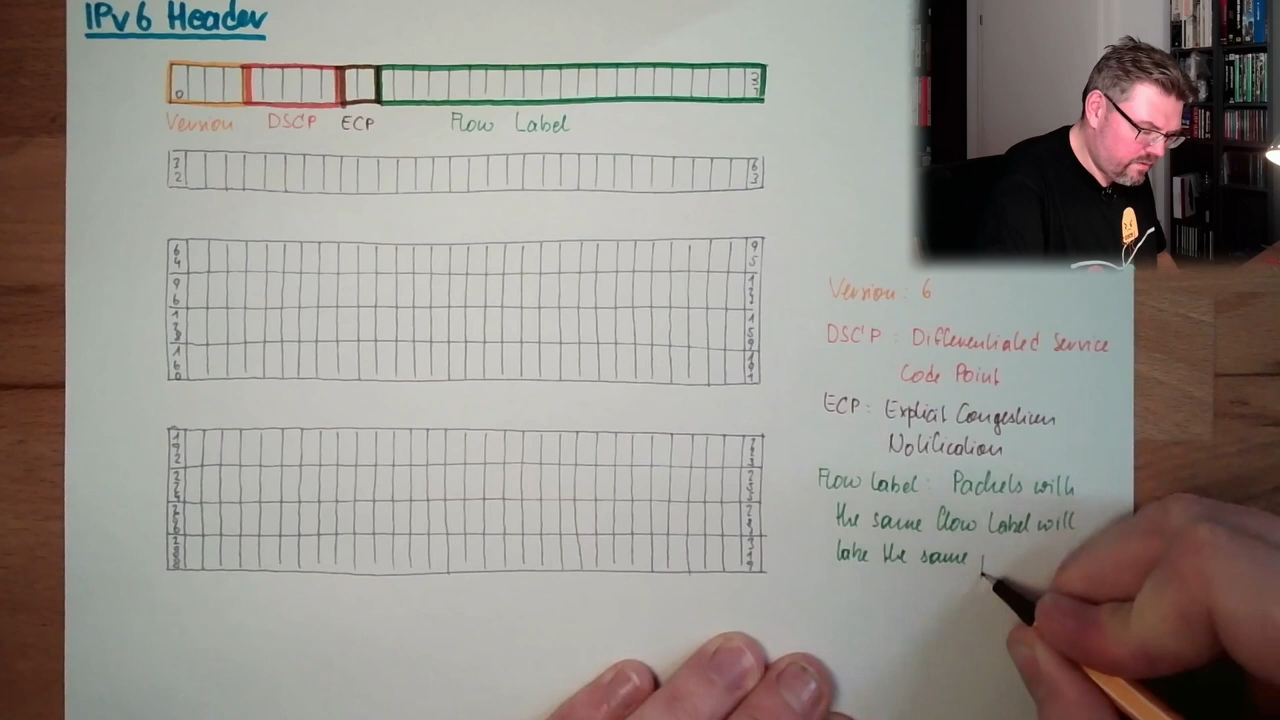 IPv6 Header
0 31
Version DSCP ECP Flow Label
32 63
64 95
96 127
128 159
160 191
192 223
224 255
256 287
288 319
Version: 6
DSCP: Differentiated Service
Code Point
ECP: Explicit Congestion
Notification
Flow Label: Packets with
the same flow Label will
take the same